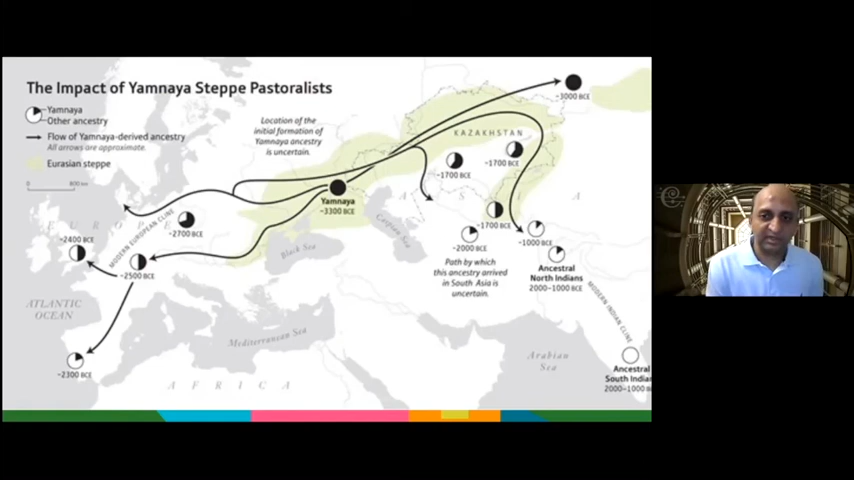 The Impact of Yamnaya Steppe Pastoralists
Yamnaya
Other ancestry
Flow of Yamnaya-derived ancestry
All arrows are approximate.
Eurasian steppe
0
800 km
Location of the
initial formation of
Yamnaya ancestry
is uncertain.
~3000 BCE
KAZAKHSTAN
~1700 BCE
~1700 BCE
Yamnaya
~3300 BCE
A S I A
EUROPE
MODERN EUROPEAN CLINE
~2700 BCE
~1700 BCE
~2400 BCE
~2500 BCE
Black Sea
Caspian Sea
~2000 BCE
~1000 BCE
Path by which
this ancestry arrived
in South Asia is
uncertain.
Ancestral
North Indians
2000–1000 BCE
MODERN INDIAN CLINE
ATLANTIC
OCEAN
Mediterranean Sea
Arabian
Sea
~2300 BCE
AFRICA
Ancestral
South Indian
2000–1000 B